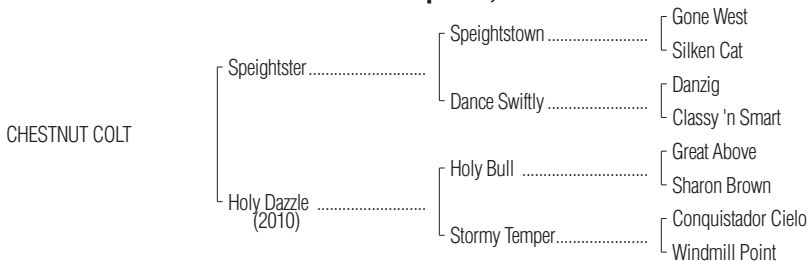 Gone West
Speightstown ......................
Silken Cat
Speightster..........................
Danzig
Dance Swiftly ......................
Classy 'n Smart
CHESTNUT COLT
Great Above
Holy Bull ............................
Sharon Brown
Holy Dazzle ........................
(2010)
Conquistador Cielo
Stormy Temper....................
Windmill Point